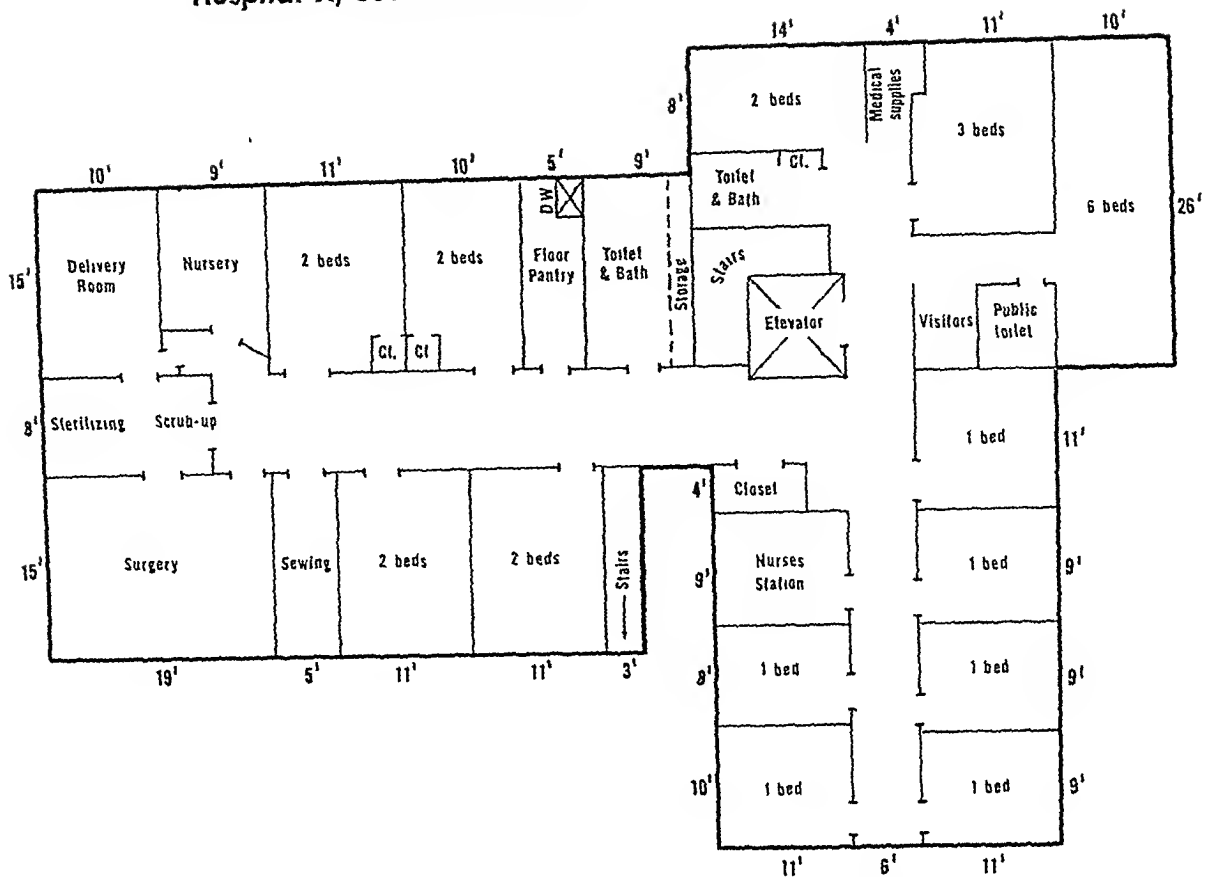 14'
4'
11'
10'
8'
2 beds
Medical
supplies
3 beds
6 beds
26'
Toilet
& Bath
Cl.
10'
9'
11'
10'
5'
9'
15'
Delivery
Room
Nursery
2 beds
2 beds
DW
Floor
Pantry
Toilet
& Bath
Storage
Stairs
Elevator
Visitors
Public
toilet
Cl.
Cl
8'
Sterilizing
Scrub-up
1 bed
11'
4'
Closet
15'
Surgery
Sewing
2 beds
2 beds
Stairs
9'
Nurses
Station
1 bed
9'
19'
5'
11'
11'
3'
8'
1 bed
1 bed
9'
10'
1 bed
1 bed
9'
11'
6'
11'